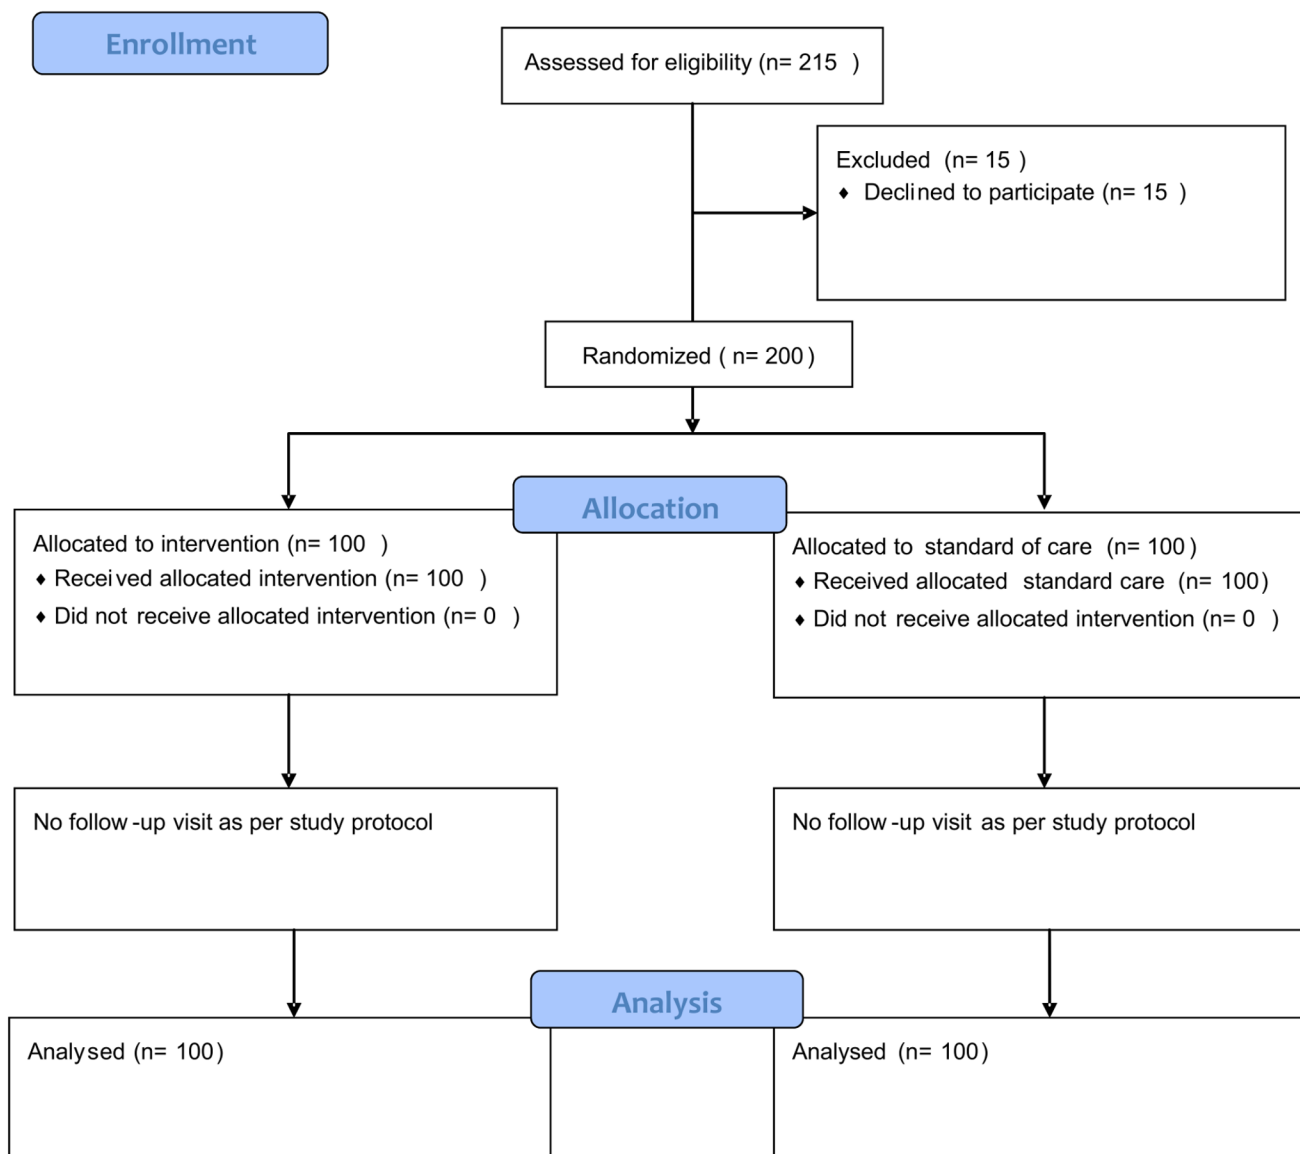 Enrollment
Assessed for eligibility (n= 215 )
Excluded (n= 15 )
♦ Declined to participate (n= 15 )
Randomized ( n= 200 )
Allocation
Allocated to intervention (n= 100 )
♦ Received allocated intervention (n= 100 )
♦ Did not receive allocated intervention (n= 0 )
Allocated to standard of care (n= 100 )
♦ Received allocated standard care (n= 100)
♦ Did not receive allocated intervention (n= 0 )
No follow-up visit as per study protocol
No follow-up visit as per study protocol
Analysis
Analysed (n= 100)
Analysed (n= 100)